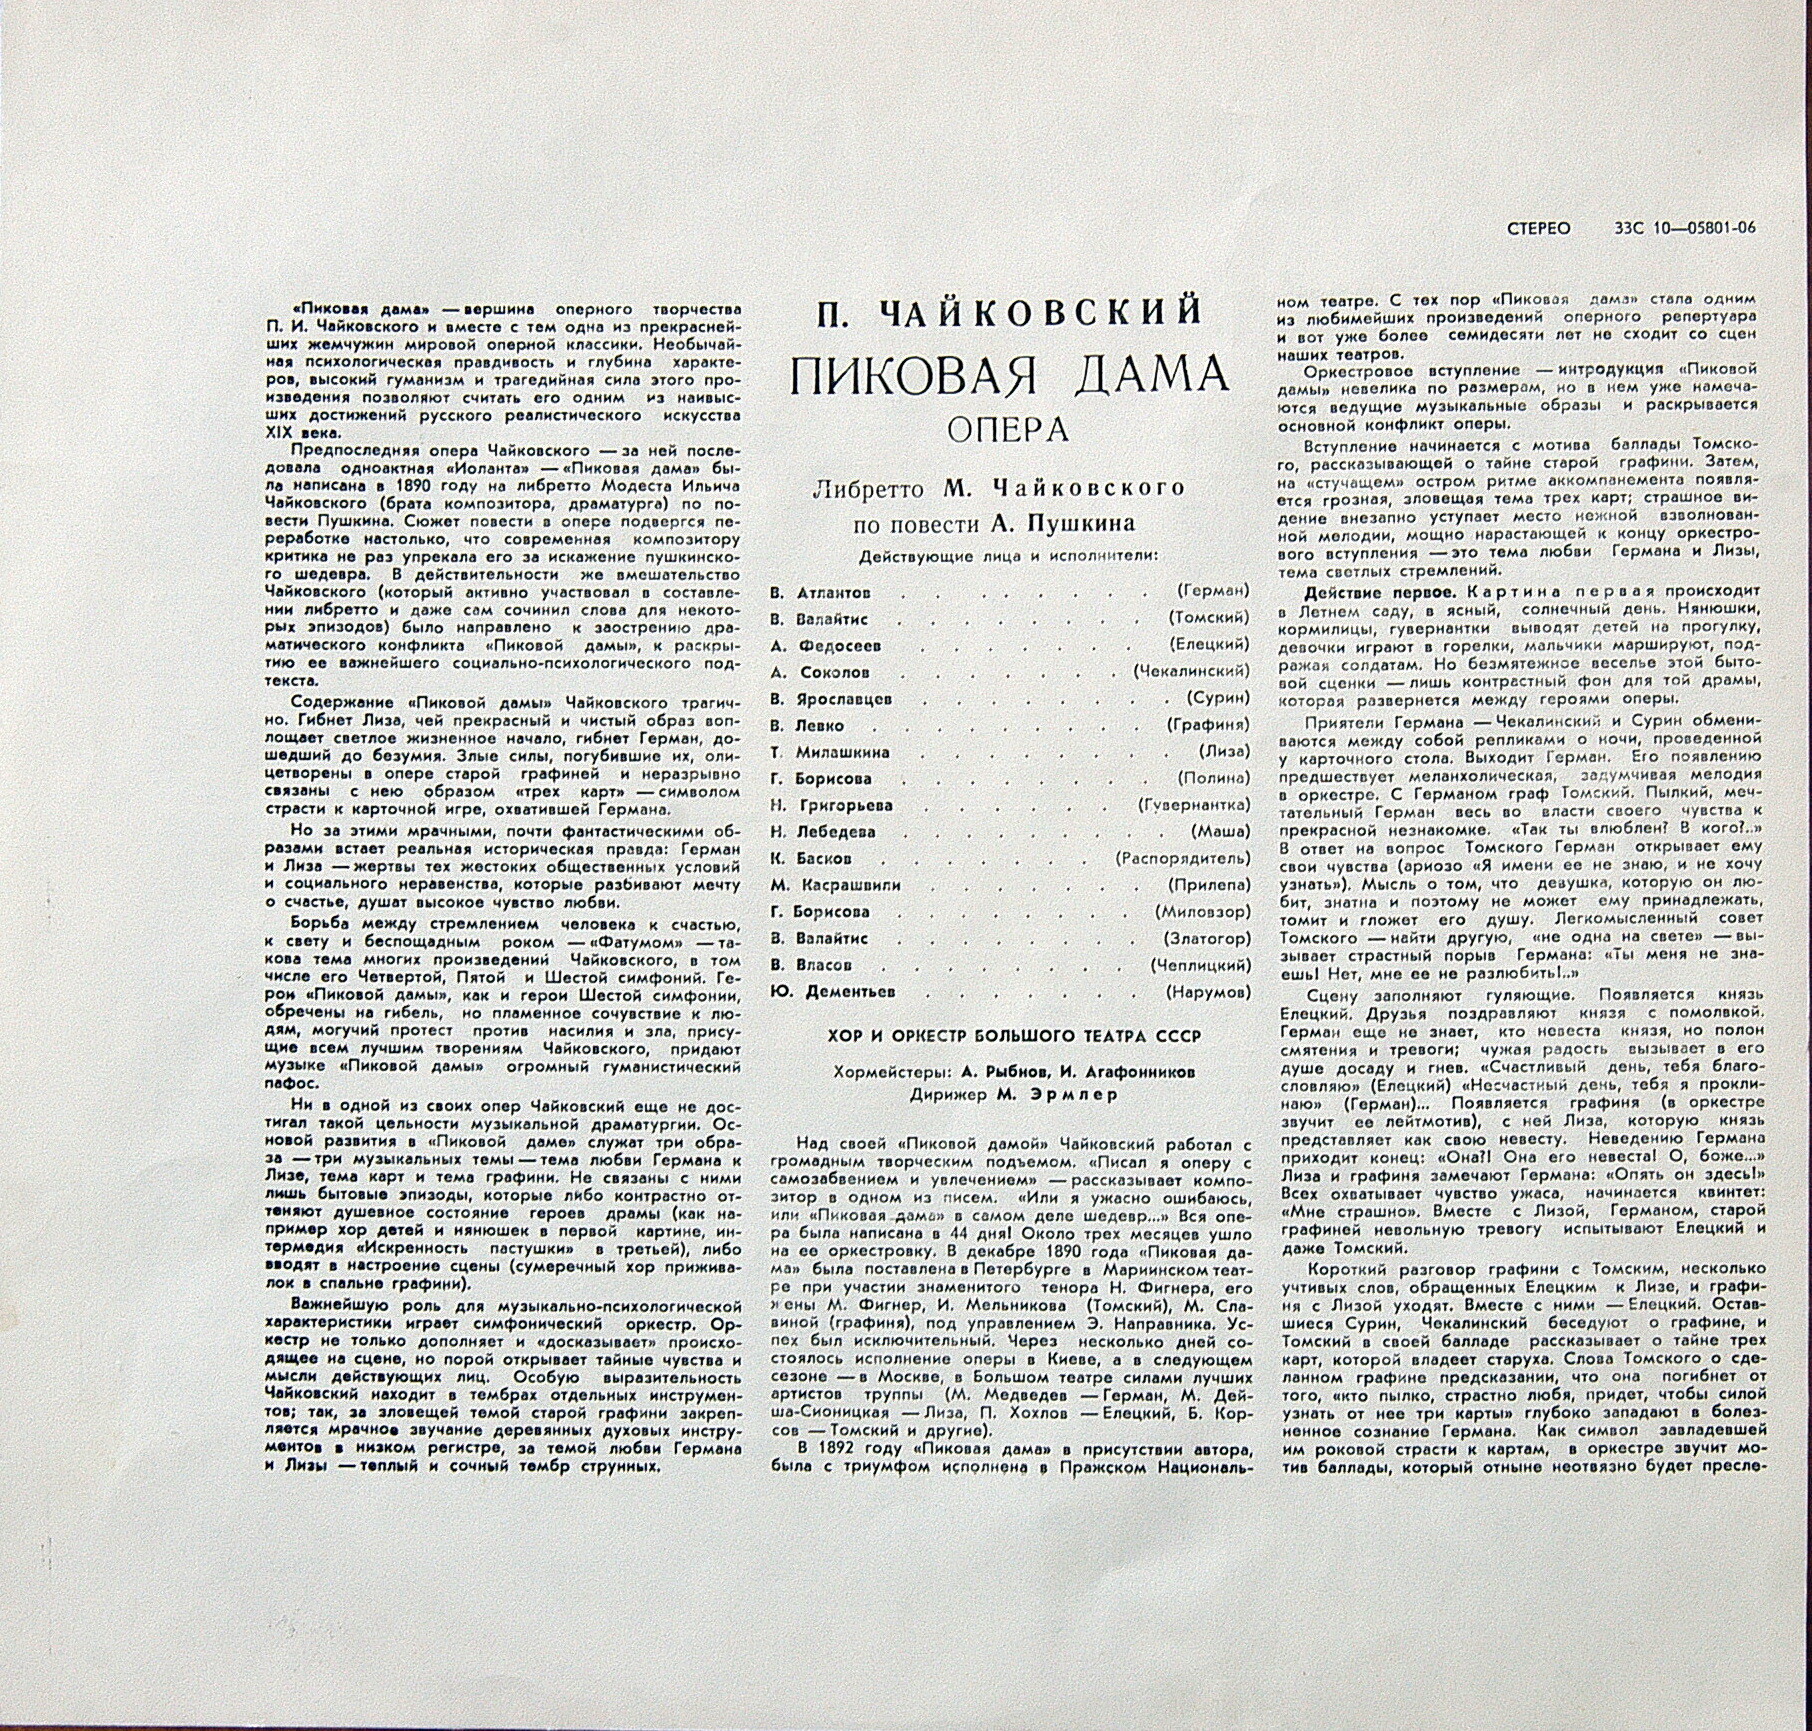 СТЕРЕО 33С 10—05801-06
«Пиковая дама» — вершина оперного творчества
П. И. Чайковского и вместе с тем одна из прекрасней-
ших жемчужин мировой оперной классики. Необычай-
ная психологическая правдивость и глубина характе-
ров, высокий гуманизм и трагедийная сила этого про-
изведения позволяют считать его одним из наивыс-
ших достижений русского реалистического искусства
XIX века.
Предпоследняя опера Чайковского — за ней после-
довала одноактная «Иоланта» — «Пиковая дама» бы-
ла написана в 1890 году на либретто Модеста Ильича
Чайковского (брата композитора, драматурга) по по-
вести Пушкина. Сюжет повести в опере подвергся пе-
реработке настолько, что современная композитору
критика не раз упрекала его за искажение пушкинско-
го шедевра. В действительности же вмешательство
Чайковского (который активно участвовал в составле-
нии либретто и даже сам сочинил слова для некото-
рых эпизодов) было направлено к заострению дра-
матического конфликта «Пиковой дамы», к раскры-
тию ее важнейшего социально-психологического под-
текста.
Содержание «Пиковой дамы» Чайковского трагич-
но. Гибнет Лиза, чей прекрасный и чистый образ воп-
лощает светлое жизненное начало, гибнет Герман, до-
шедший до безумия. Злые силы, погубившие их, оли-
цетворены в опере старой графиней и неразрывно
связаны с нею образом «трех карт» — символом
страсти к карточной игре, охватившей Германа.
Но за этими мрачными, почти фантастическими об-
разами встает реальная историческая правда: Герман
и Лиза — жертвы тех жестоких общественных условий
и социального неравенства, которые разбивают мечту
о счастье, душат высокое чувство любви.
Борьба между стремлением человека к счастью,
к свету и беспощадным роком — «Фатумом» — та-
кова тема многих произведений Чайковского, в том
числе его Четвертой, Пятой и Шестой симфоний. Ге-
рои «Пиковой дамы», как и герои Шестой симфонии,
обречены на гибель, но пламенное сочувствие к лю-
дям, могучий протест против насилия и зла, прису-
щие всем лучшим творениям Чайковского, придают
музыке «Пиковой дамы» огромный гуманистический
пафос.
Ни в одной из своих опер Чайковский еще не дос-
тигал такой цельности музыкальной драматургии. Ос-
новой развития в «Пиковой даме» служат три обра-
за — три музыкальных темы — тема любви Германа к
Лизе, тема карт и тема графини. Не связаны с ними
лишь бытовые эпизоды, которые либо контрастно от-
теняют душевное состояние героев драмы (как на-
пример хор детей и нянюшек в первой картине, ин-
термедия «Искренность пастушки» в третьей), либо
вводят в настроение сцены (сумеречный хор прижива-
лок в спальне графини).
Важнейшую роль для музыкально-психологической
характеристики играет симфонический оркестр. Ор-
кестр не только дополняет и «досказывает» происхо-
дящее на сцене, но порой открывает тайные чувства и
мысли действующих лиц. Особую выразительность
Чайковский находит в тембрах отдельных инструмен-
тов; так, за зловещей темой старой графини закреп-
ляется мрачное звучание деревянных духовых инстру-
ментов в низком регистре, за темой любви Германа
и Лизы — теплый и сочный тембр струнных.
П. ЧАЙКОВСКИЙ
ПИКОВАЯ ДАМА
ОПЕРА
Либретто М. Чайковского
по повести А. Пушкина
Действующие лица и исполнители:
В. Атлантов . . . . . . . (Герман)
В. Валайтис . . . . . . . . (Томский)
А. Федосеев . . . . . . . (Елецкий)
А. Соколов . . . . . . . (Чекалинский)
В. Ярославцев . . . . . . . (Сурин)
В. Левко . . . . . . . . (Графиня)
Т. Милашкина . . . . . . . (Лиза)
Г. Борисова . . . . . . . (Полина)
Н. Григорьева . . . . . . (Гувернантка)
Н. Лебедева . . . . . . . . (Маша)
К. Басков . . . . . . . (Распорядитель)
М. Касрашвили . . . . . . . (Прилепа)
Г. Борисова . . . . . . . (Миловзор)
В. Валайтис . . . . . . . . (Златогор)
В. Власов . . . . . . . . (Чеплицкий)
Ю. Дементьев . . . . . . . (Нарумов)
ХОР И ОРКЕСТР БОЛЬШОГО ТЕАТРА СССР
Хормейстеры: А. Рыбнов, И. Агафонников
Дирижер М. Эрмлер
Над своей «Пиковой дамой» Чайковский работал с
громадным творческим подъемом. «Писал я оперу с
самозабвением и увлечением» — рассказывает компо-
зитор в одном из писем. «Или я ужасно ошибаюсь,
или «Пиковая дама» в самом деле шедевр...» Вся опе-
ра была написана в 44 дня! Около трех месяцев ушло
на ее оркестровку. В декабре 1890 года «Пиковая да-
ма» была поставлена в Петербурге в Мариинском теат-
ре при участии знаменитого тенора Н. Фигнера, его
жены М. Фигнер, И. Мельникова (Томский), М. Сла-
виной (графиня), под управлением Э. Направника. Ус-
пех был исключительный. Через несколько дней со-
стоялось исполнение оперы в Киеве, а в следующем
сезоне — в Москве, в Большом театре силами лучших
артистов труппы (М. Медведев — Герман, М. Дей-
ша-Сионицкая — Лиза, П. Хохлов — Елецкий, Б. Кор-
сов — Томский и другие).
В 1892 году «Пиковая дама» в присутствии автора,
была с триумфом исполнена в Пражском Националь-
ном театре. С тех пор «Пиковая дама» стала одним
из любимейших произведений оперного репертуара
и вот уже более семидесяти лет не сходит со сцен
наших театров.
Оркестровое вступление — интродукция «Пиковой
дамы» невелика по размерам, но в нем уже намеча-
ются ведущие музыкальные образы и раскрывается
основной конфликт оперы.
Вступление начинается с мотива баллады Томско-
го, рассказывающей о тайне старой графини. Затем,
на «стучащем» остром ритме аккомпанемента появля-
ется грозная, зловещая тема трех карт; страшное ви-
дение внезапно уступает место нежной взволнован-
ной мелодии, мощно нарастающей к концу оркестро-
вого вступления — это тема любви Германа и Лизы,
тема светлых стремлений.
Действие первое. Картина первая происходит
в Летнем саду, в ясный, солнечный день. Нянюшки,
кормилицы, гувернантки выводят детей на прогулку,
девочки играют в горелки, мальчики маршируют, под-
ражая солдатам. Но безмятежное веселье этой быто-
вой сценки — лишь контрастный фон для той драмы,
которая развернется между героями оперы.
Приятели Германа — Чекалинский и Сурин обмени-
ваются между собой репликами о ночи, проведенной
у карточного стола. Выходит Герман. Его появлению
предшествует меланхолическая, задумчивая мелодия
в оркестре. С Германом граф Томский. Пылкий, меч-
тательный Герман весь во власти своего чувства к
прекрасной незнакомке. «Так ты влюблен? В кого?..»
В ответ на вопрос Томского Герман открывает ему
свои чувства (ариозо «Я имени ее не знаю, и не хочу
узнать»). Мысль о том, что девушка, которую он лю-
бит, знатна и поэтому не может ему принадлежать,
томит и гложет его душу. Легкомысленный совет
Томского — найти другую, «не одна на свете» — вы-
зывает страстный порыв Германа: «Ты меня не зна-
ешь! Нет, мне ее не разлюбить!..»
Сцену заполняют гуляющие. Появляется князь
Елецкий. Друзья поздравляют князя с помолвкой.
Герман еще не знает, кто невеста князя, но полон
смятения и тревоги; чужая радость вызывает в его
душе досаду и гнев. «Счастливый день, тебя благо-
словляю» (Елецкий) «Несчастный день, тебя я прокли-
наю» (Герман)... Появляется графиня (в оркестре
звучит ее лейтмотив), с ней Лиза, которую князь
представляет как свою невесту. Неведению Германа
приходит конец: «Она?! Она его невеста! О, боже...»
Лиза и графиня замечают Германа: «Опять он здесь!»
Всех охватывает чувство ужаса, начинается квинтет:
«Мне страшно». Вместе с Лизой, Германом, старой
графиней невольную тревогу испытывают Елецкий и
даже Томский.
Короткий разговор графини с Томским, несколько
учтивых слов, обращенных Елецким к Лизе, и графи-
ня с Лизой уходят. Вместе с ними — Елецкий. Остав-
шиеся Сурин, Чекалинский беседуют о графине, и
Томский в своей балладе рассказывает о тайне трех
карт, которой владеет старуха. Слова Томского о сде-
ланном графине предсказании, что она погибнет от
того, «кто пылко, страстно любя, придет, чтобы силой
узнать от нее три карты» глубоко западают в болез-
ненное сознание Германа. Как символ завладевшей
им роковой страсти к картам, в оркестре звучит мо-
тив баллады, который отныне неотвязно будет пресле-